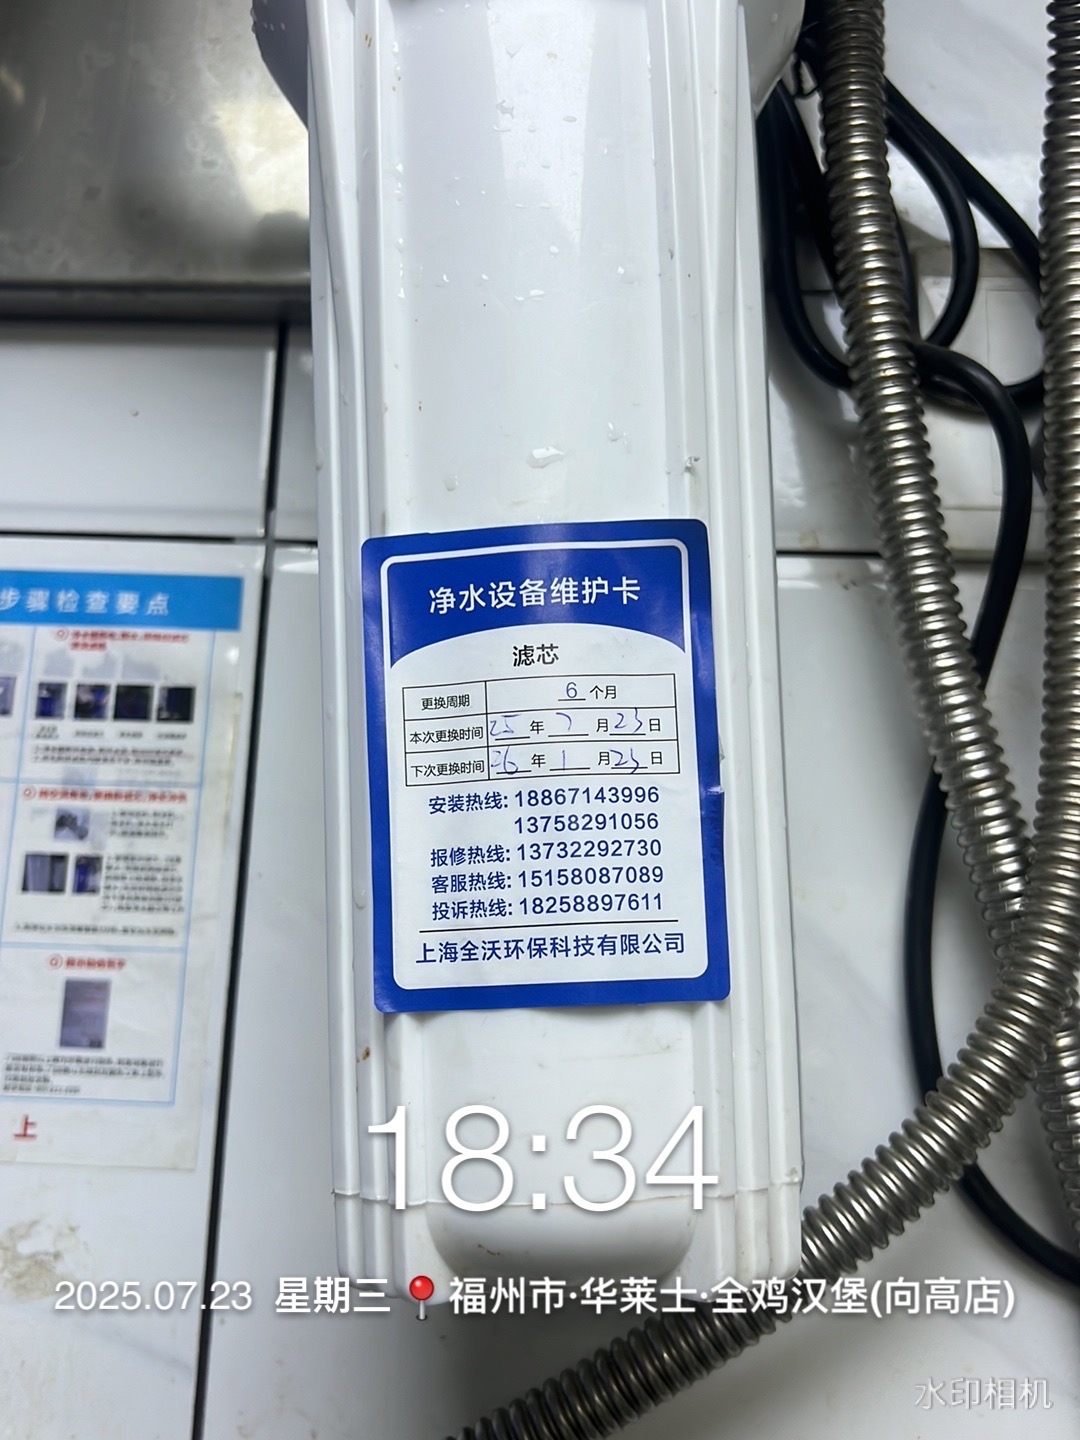 步骤检查要点
净水设备维护卡
滤芯
更换周期 6 个月
本次更换时间 25 年 7 月 23 日
下次更换时间 26 年 1 月 23 日
安装热线: 18867143996
13758291056
报修热线: 13732292730
客服热线: 15158087089
投诉热线: 18258897611
上海全沃环保科技有限公司
上
18:34
2025.07.23 星期三 福州市·华莱士·全鸡汉堡(向高店)
水印相机